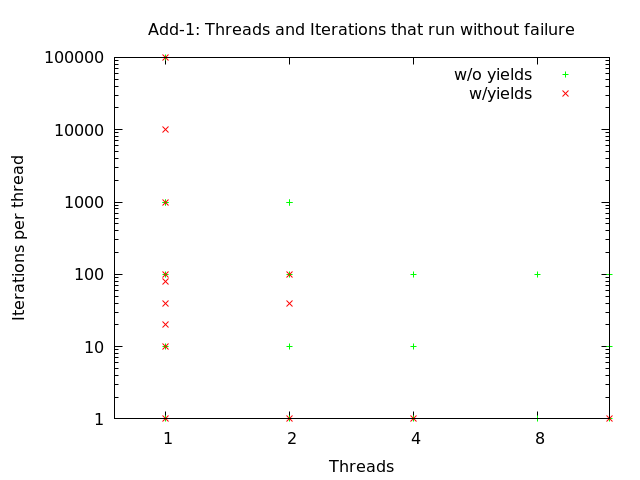 Add-1: Threads and Iterations that run without failure
100000
10000
1000
100
10
1
Iterations per thread
w/o yields
w/yields
1 2 4 8
Threads